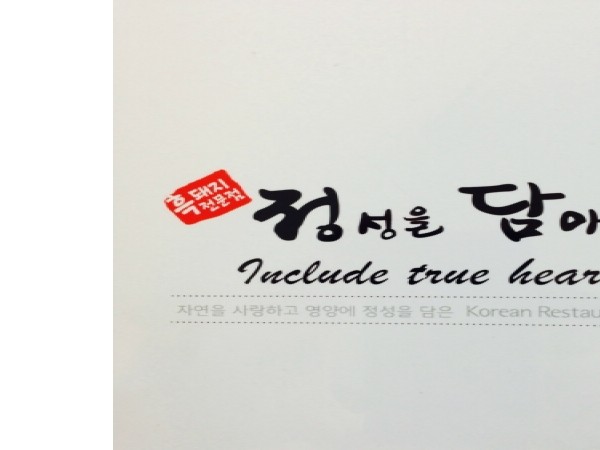 흑돼지
전문점
정성을 담아
Include true hear
자연을 사랑하고 영양에 정성을 담은 Korean Restau